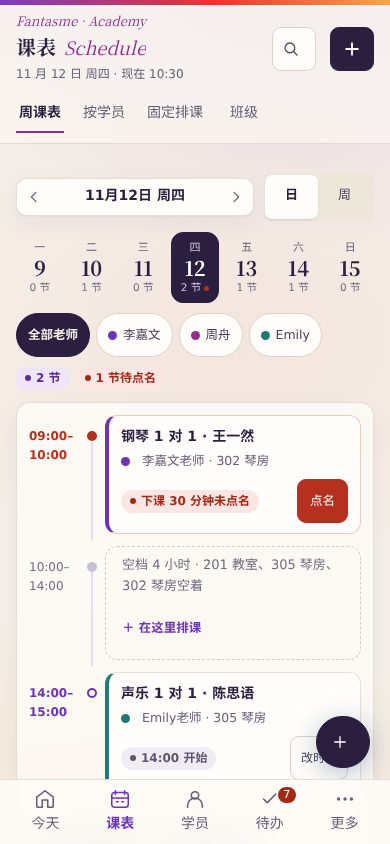 Fantasme · Academy
课表 Schedule
11 月 12 日 周四 · 现在 10:30
周课表 按学员 固定排课 班级
11月12日 周四 日 周
一 二 三 四 五 六 日
9 10 11 12 13 14 15
0 节 1 节 0 节 2 节 1 节 1 节 0 节
全部老师 李嘉文 周舟 Emily
2 节 1 节待点名
09:00–
10:00
钢琴 1 对 1 · 王一然
李嘉文老师 · 302 琴房
下课 30 分钟未点名 点名
10:00–
14:00
空档 4 小时 · 201 教室、305 琴房、
302 琴房空着
+ 在这里排课
14:00–
15:00
声乐 1 对 1 · 陈思语
Emily老师 · 305 琴房
14:00 开始 改时
今天 课表 学员 待办 7 更多